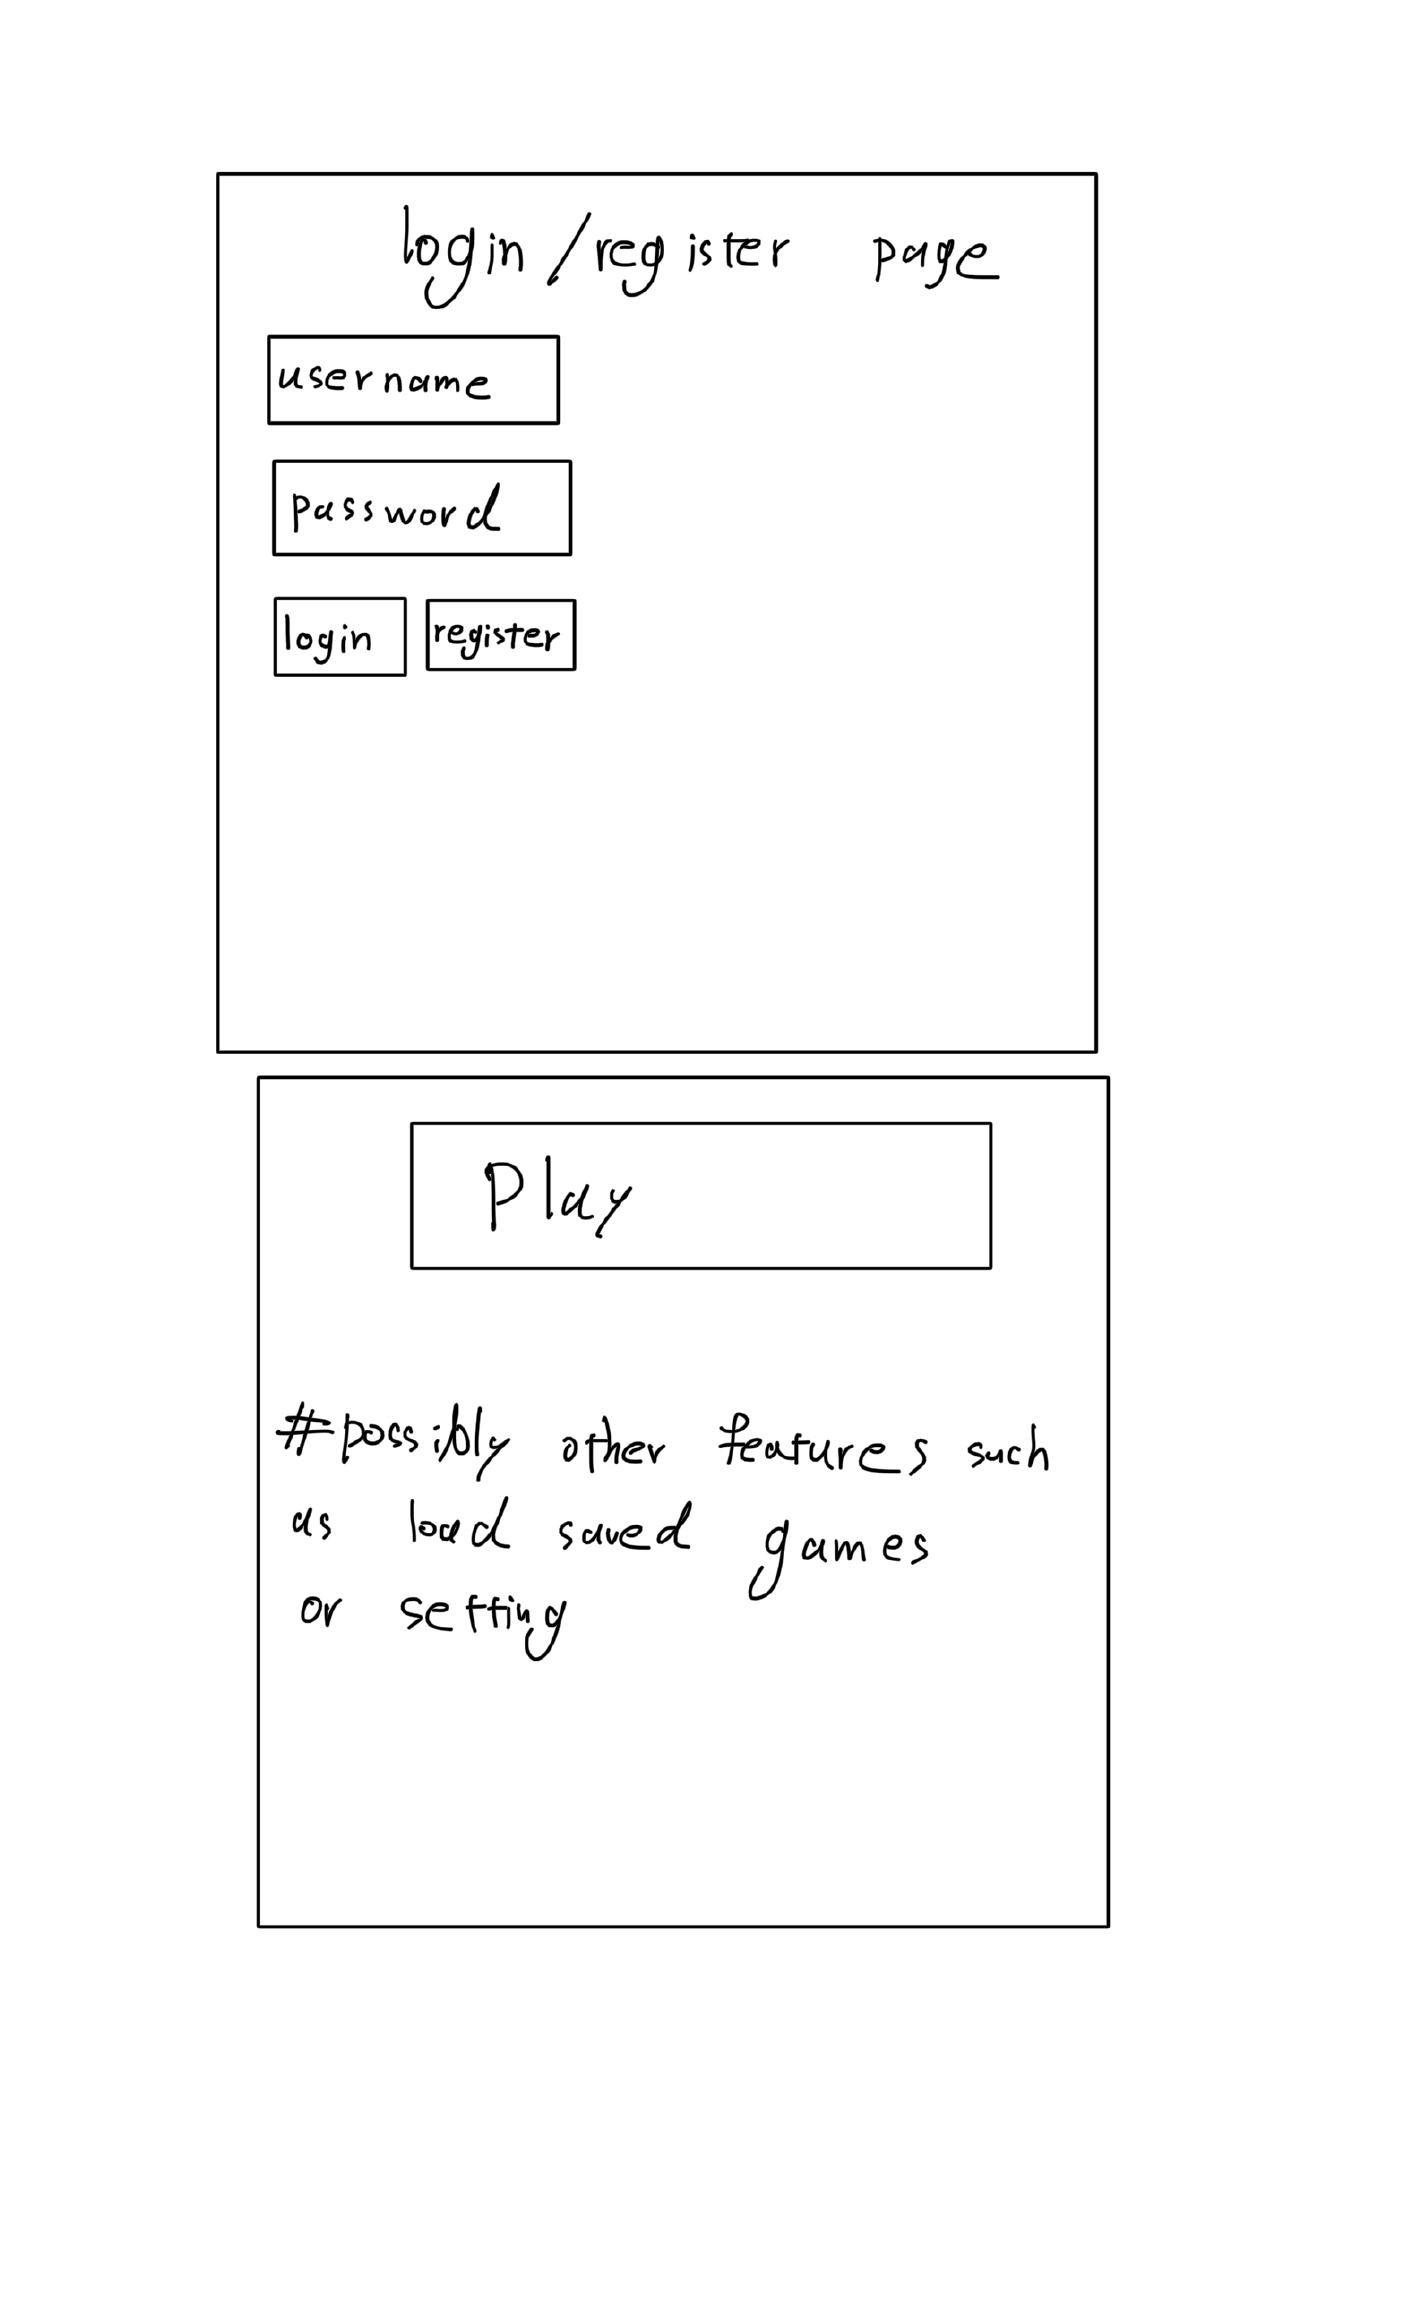 login/register page
username
password
login register
Play
#possibly other features such
as load saved games
or setting